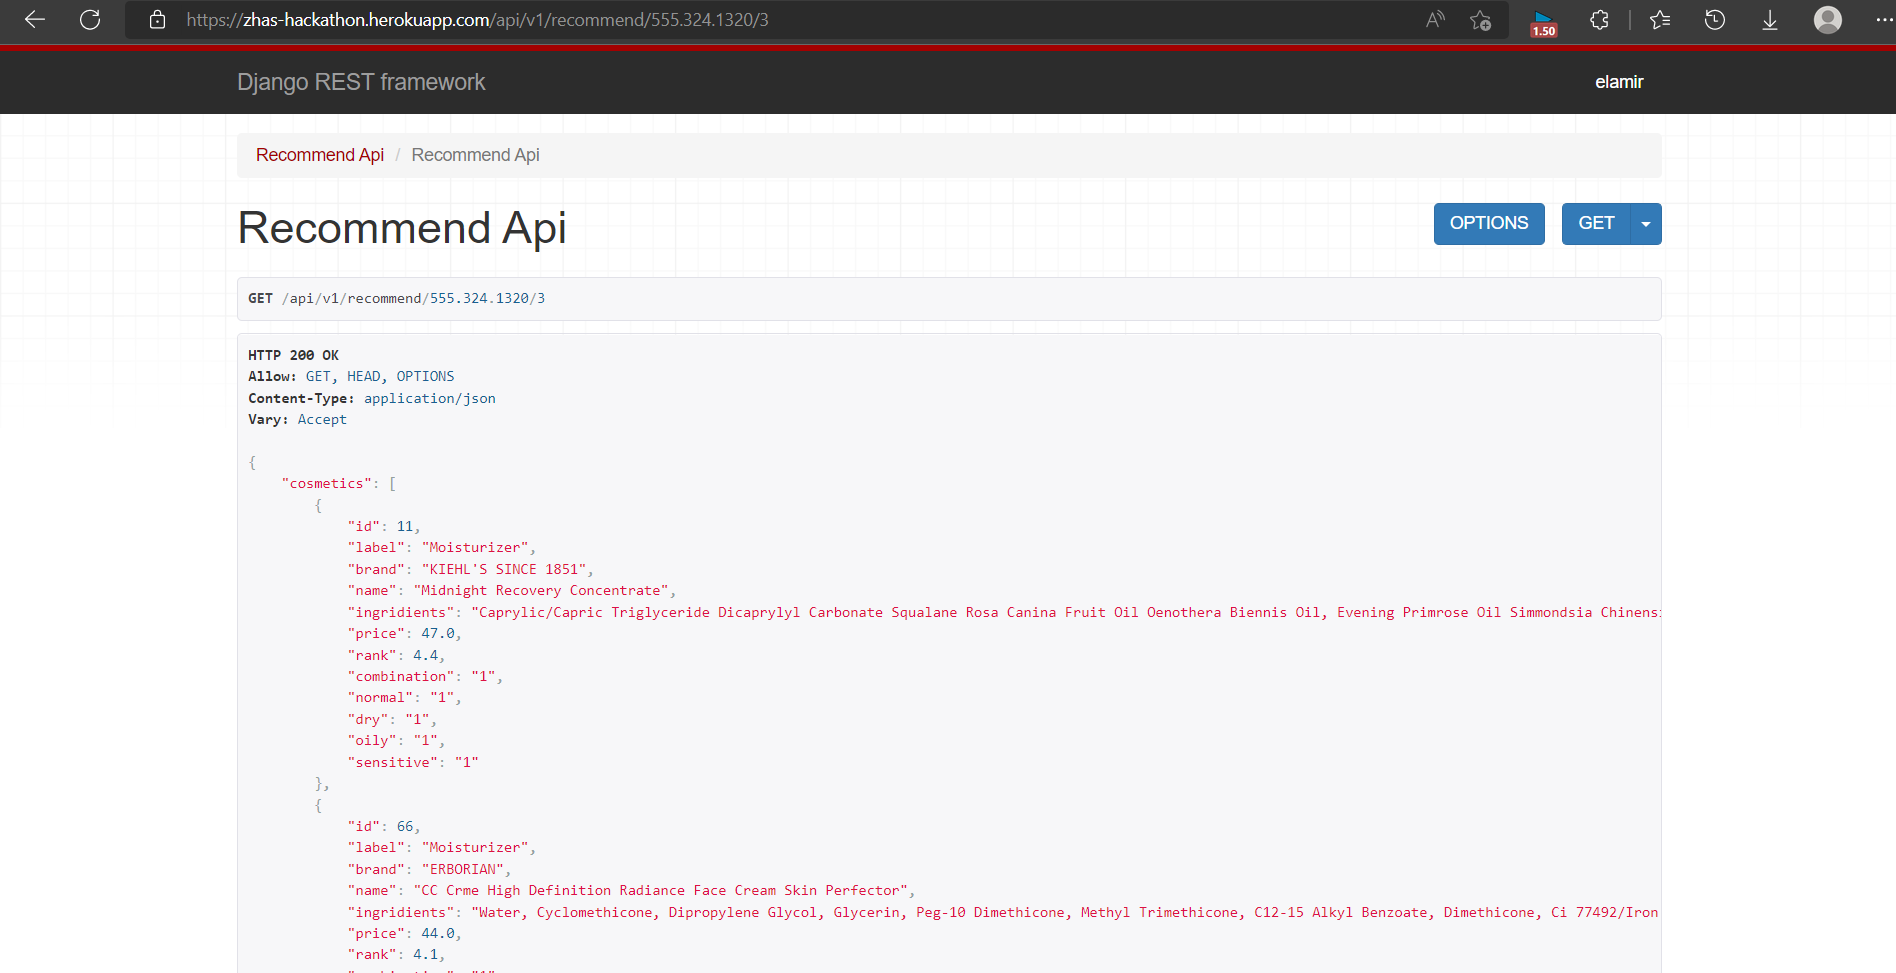 https://zhas-hackathon.herokuapp.com/api/v1/recommend/555.324.1320/3
1.50
Django REST framework
elamir
Recommend Api / Recommend Api
Recommend Api
OPTIONS
GET
GET /api/v1/recommend/555.324.1320/3
HTTP 200 OK
Allow: GET, HEAD, OPTIONS
Content-Type: application/json
Vary: Accept
{
"cosmetics": [
{
"id": 11,
"label": "Moisturizer",
"brand": "KIEHL'S SINCE 1851",
"name": "Midnight Recovery Concentrate",
"ingridients": "Caprylic/Capric Triglyceride Dicaprylyl Carbonate Squalane Rosa Canina Fruit Oil Oenothera Biennis Oil, Evening Primrose Oil Simmondsia Chinens
"price": 47.0,
"rank": 4.4,
"combination": "1",
"normal": "1",
"dry": "1",
"oily": "1",
"sensitive": "1"
},
{
"id": 66,
"label": "Moisturizer",
"brand": "ERBORIAN",
"name": "CC Crme High Definition Radiance Face Cream Skin Perfector",
"ingridients": "Water, Cyclomethicone, Dipropylene Glycol, Glycerin, Peg-10 Dimethicone, Methyl Trimethicone, C12-15 Alkyl Benzoate, Dimethicone, Ci 77492/Iron
"price": 44.0,
"rank": 4.1,